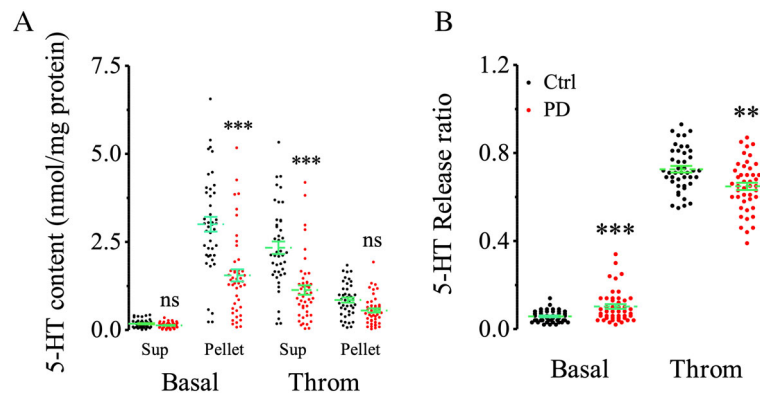 A
5-HT content (nmol/mg protein)
7.5
5.0
2.5
0.0
ns
***
***
ns
Sup Pellet Sup Pellet
Basal Throm
B
5-HT Release ratio
1.2
0.8
0.4
0.0
Ctrl
PD
***
**
Basal Throm